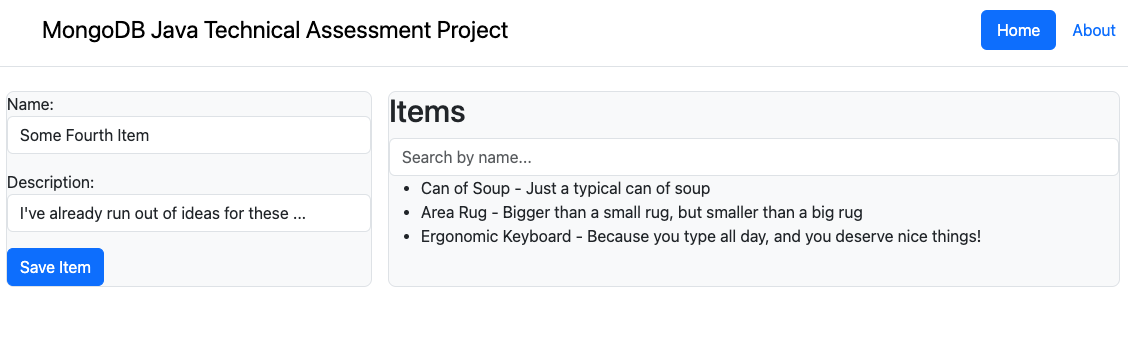 MongoDB Java Technical Assessment Project
Home
About
Name:
Some Fourth Item
Description:
I've already run out of ideas for these ...
Save Item
Items
Search by name...
• Can of Soup - Just a typical can of soup
• Area Rug - Bigger than a small rug, but smaller than a big rug
• Ergonomic Keyboard - Because you type all day, and you deserve nice things!